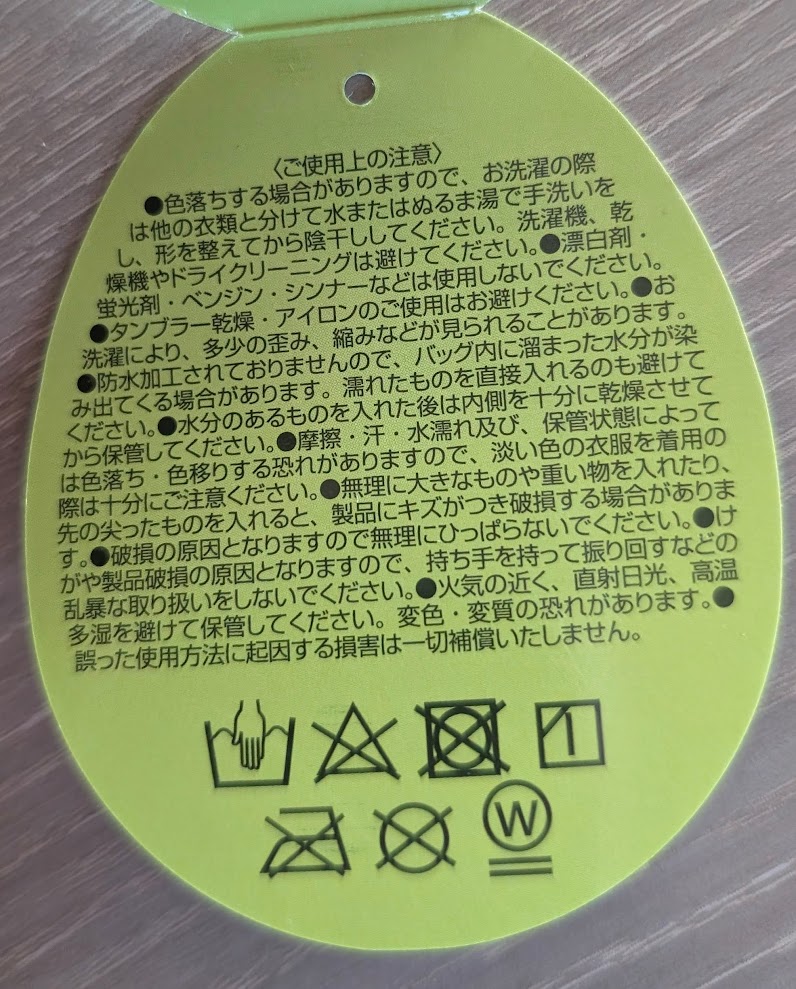 〈ご使用上の注意〉
●色落ちする場合がありますので、お洗濯の際
は他の衣類と分けて水またはぬるま湯で手洗いを
し、形を整えてから陰干ししてください。洗濯機、乾
燥機やドライクリーニングは避けてください。●漂白剤・
蛍光剤・ベンジン・シンナーなどは使用しないでください。
●タンブラー乾燥・アイロンのご使用はお避けください。●お
洗濯により、多少の歪み、縮みなどが見られることがあります。
●防水加工されておりませんので、バッグ内に溜まった水分が染
み出てくる場合があります。濡れたものを直接入れるのも避けて
ください。●水分のあるものを入れた後は内側を十分に乾燥させて
から保管してください。●摩擦・汗・水濡れ及び、保管状態によって
は色落ち・色移りする恐れがありますので、淡い色の衣服を着用の
際は十分にご注意ください。●無理に大きなものや重い物を入れたり、
先の尖ったものを入れると、製品にキズがつき破損する場合がありま
す。●破損の原因となりますので無理にひっぱらないでください。●け
がや製品破損の原因となりますので、持ち手を持って振り回すなどの
乱暴な取り扱いをしないでください。●火気の近く、直射日光、高温
多湿を避けて保管してください。変色・変質の恐れがあります。●
誤った使用方法に起因する損害は一切補償いたしません。
W